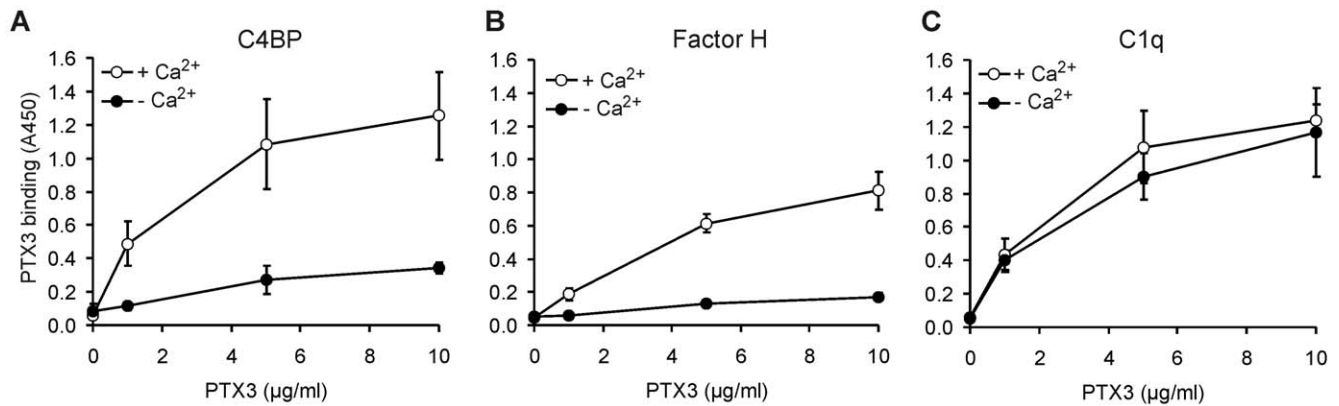 A
C4BP
1.6
1.4
1.2
1.0
0.8
0.6
0.4
0.2
0.0
+ Ca²⁺
- Ca²⁺
PTX3 binding (A450)
0 2 4 6 8 10
PTX3 (µg/ml)
B
Factor H
1.6
1.4
1.2
1.0
0.8
0.6
0.4
0.2
0.0
+ Ca²⁺
- Ca²⁺
0 2 4 6 8 10
PTX3 (µg/ml)
C
C1q
1.6
1.4
1.2
1.0
0.8
0.6
0.4
0.2
0.0
+ Ca²⁺
- Ca²⁺
0 2 4 6 8 10
PTX3 (µg/ml)